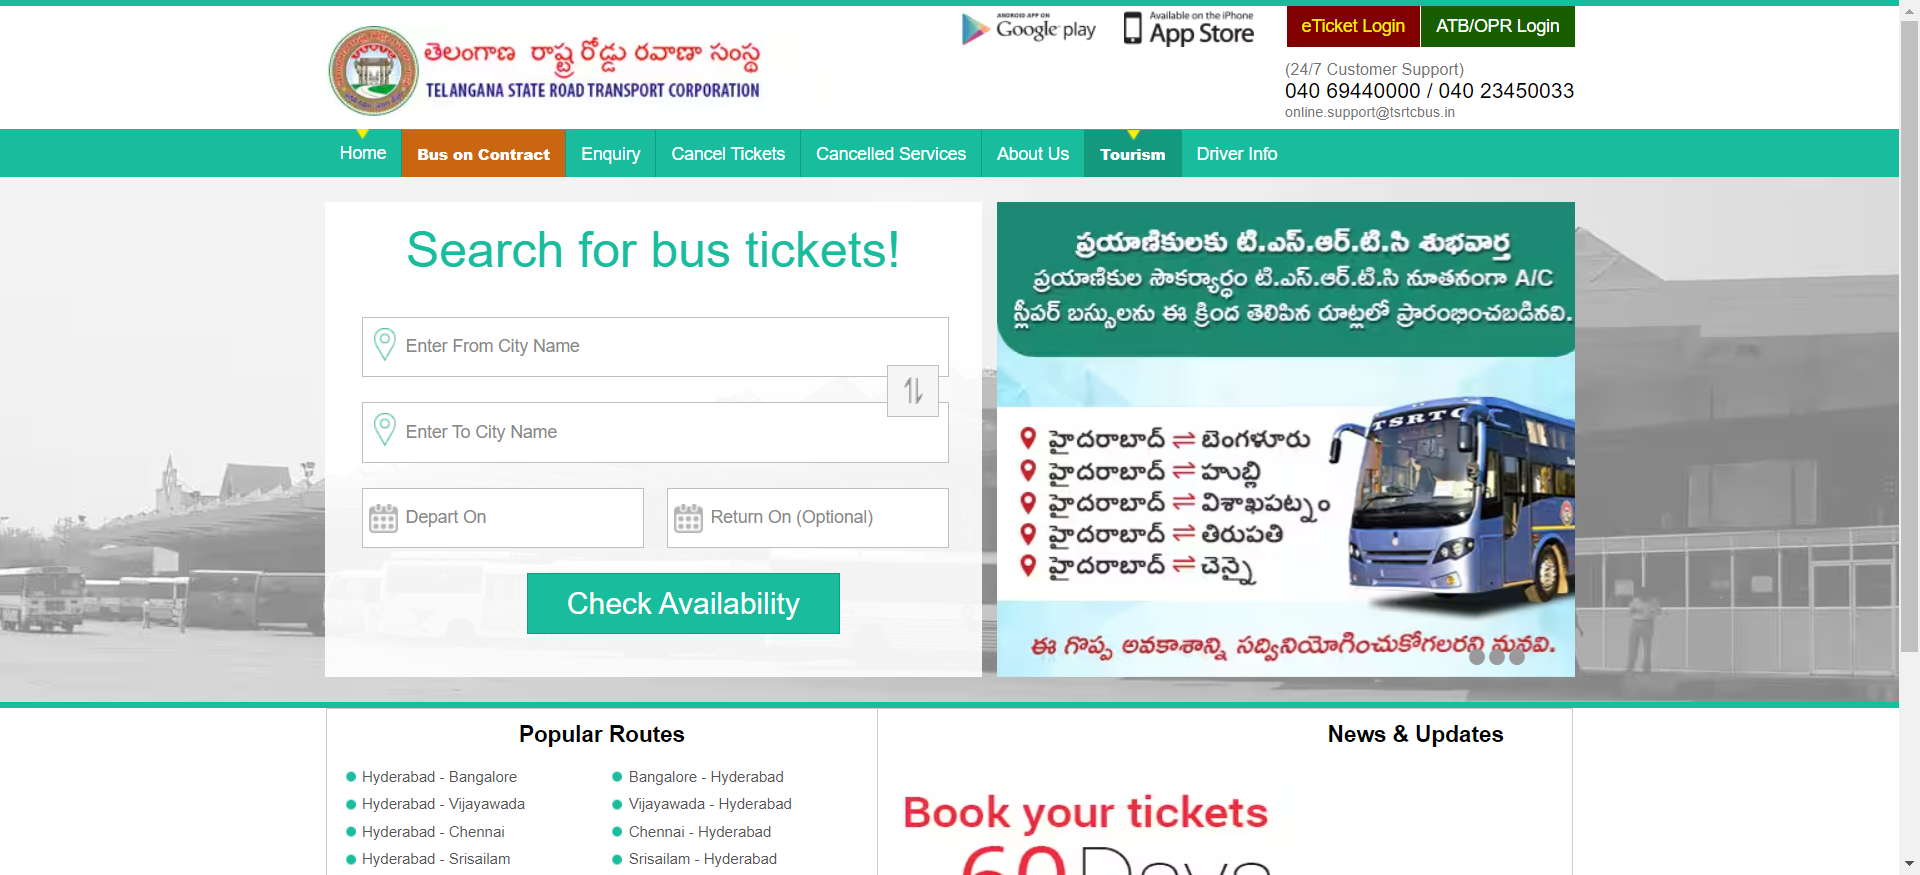 ANDROID APP ON
Google play
Available on the iPhone
App Store
eTicket Login
ATB/OPR Login
తెలంగాణ రాష్ట్ర రోడ్డు రవాణా సంస్థ
TELANGANA STATE ROAD TRANSPORT CORPORATION
(24/7 Customer Support)
040 69440000 / 040 23450033
online.support@tsrtcbus.in
Home
Bus on Contract
Enquiry
Cancel Tickets
Cancelled Services
About Us
Tourism
Driver Info
Search for bus tickets!
Enter From City Name
Enter To City Name
Depart On
Return On (Optional)
Check Availability
ప్రయాణికులకు టి.ఎస్.ఆర్.టి.సి శుభవార్త
ప్రయాణికుల సౌకర్యార్ధం టి.ఎస్.ఆర్.టి.సి నూతనంగా A/C
స్లీపర్ బస్సులను ఈ క్రింద తెలిపిన రూట్లలో ప్రారంభించబడినవి.
హైదరాబాద్ ⇌ బెంగళూరు
హైదరాబాద్ ⇌ హుబ్లి
హైదరాబాద్ ⇌ విశాఖపట్నం
హైదరాబాద్ ⇌ తిరుపతి
హైదరాబాద్ ⇌ చెన్నై
TSRTC
ఈ గొప్ప అవకాశాన్ని సద్వినియోగించుకోగలరని మనవి.
Popular Routes
Hyderabad - Bangalore
Bangalore - Hyderabad
Hyderabad - Vijayawada
Vijayawada - Hyderabad
Hyderabad - Chennai
Chennai - Hyderabad
Hyderabad - Srisailam
Srisailam - Hyderabad
News & Updates
Book your tickets
60 Days